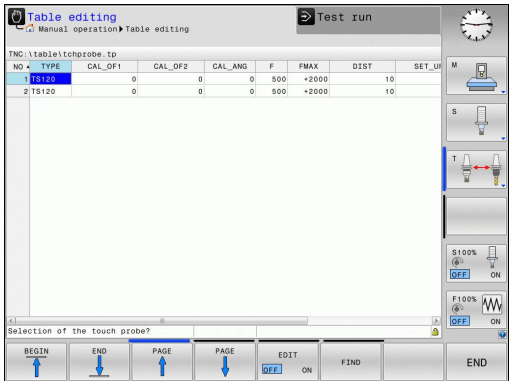 Table editing
Test run
Manual operation Table editing
TNC:\table\tchprobe.tp
NO TYPE CAL_OF1 CAL_OF2 CAL_ANG F FMAX DIST SET_UP
1 TS120 0 0 0 500 +2000 10
2 TS120 0 0 0 500 +2000 10
Selection of the touch probe?
M
S
T
S100%
OFF ON
F100%
OFF ON
BEGIN END PAGE PAGE EDIT FIND END
OFF ON